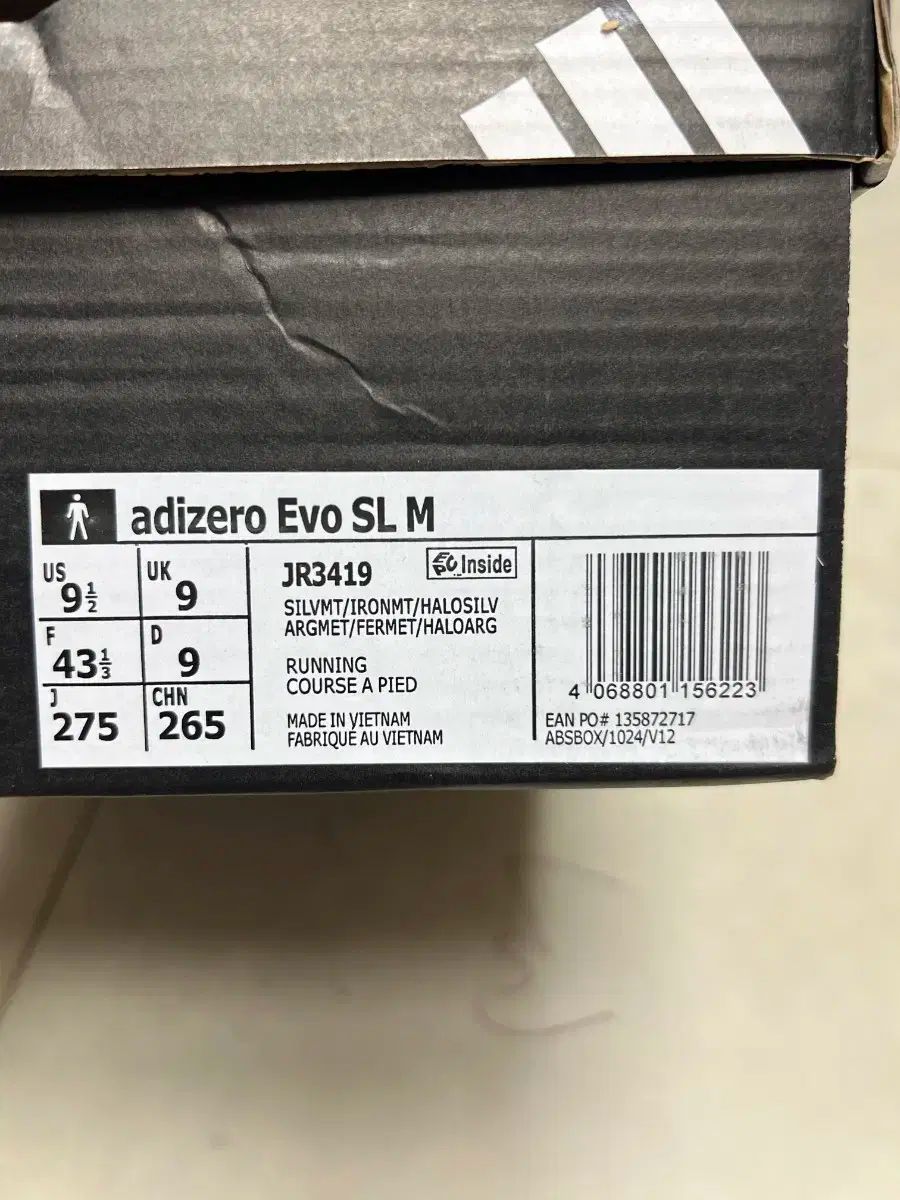 adizero Evo SL M
US 9½
UK 9
F 43⅓
D 9
J 275
CHN 265
JR3419
EPC Inside
SILVMT/IRONMT/HALOSILV
ARGMET/FERMET/HALOARG
RUNNING
COURSE A PIED
MADE IN VIETNAM
FABRIQUÉ AU VIETNAM
4 068801 156223
EAN PO# 135872717
ABSBOX/1024/V12